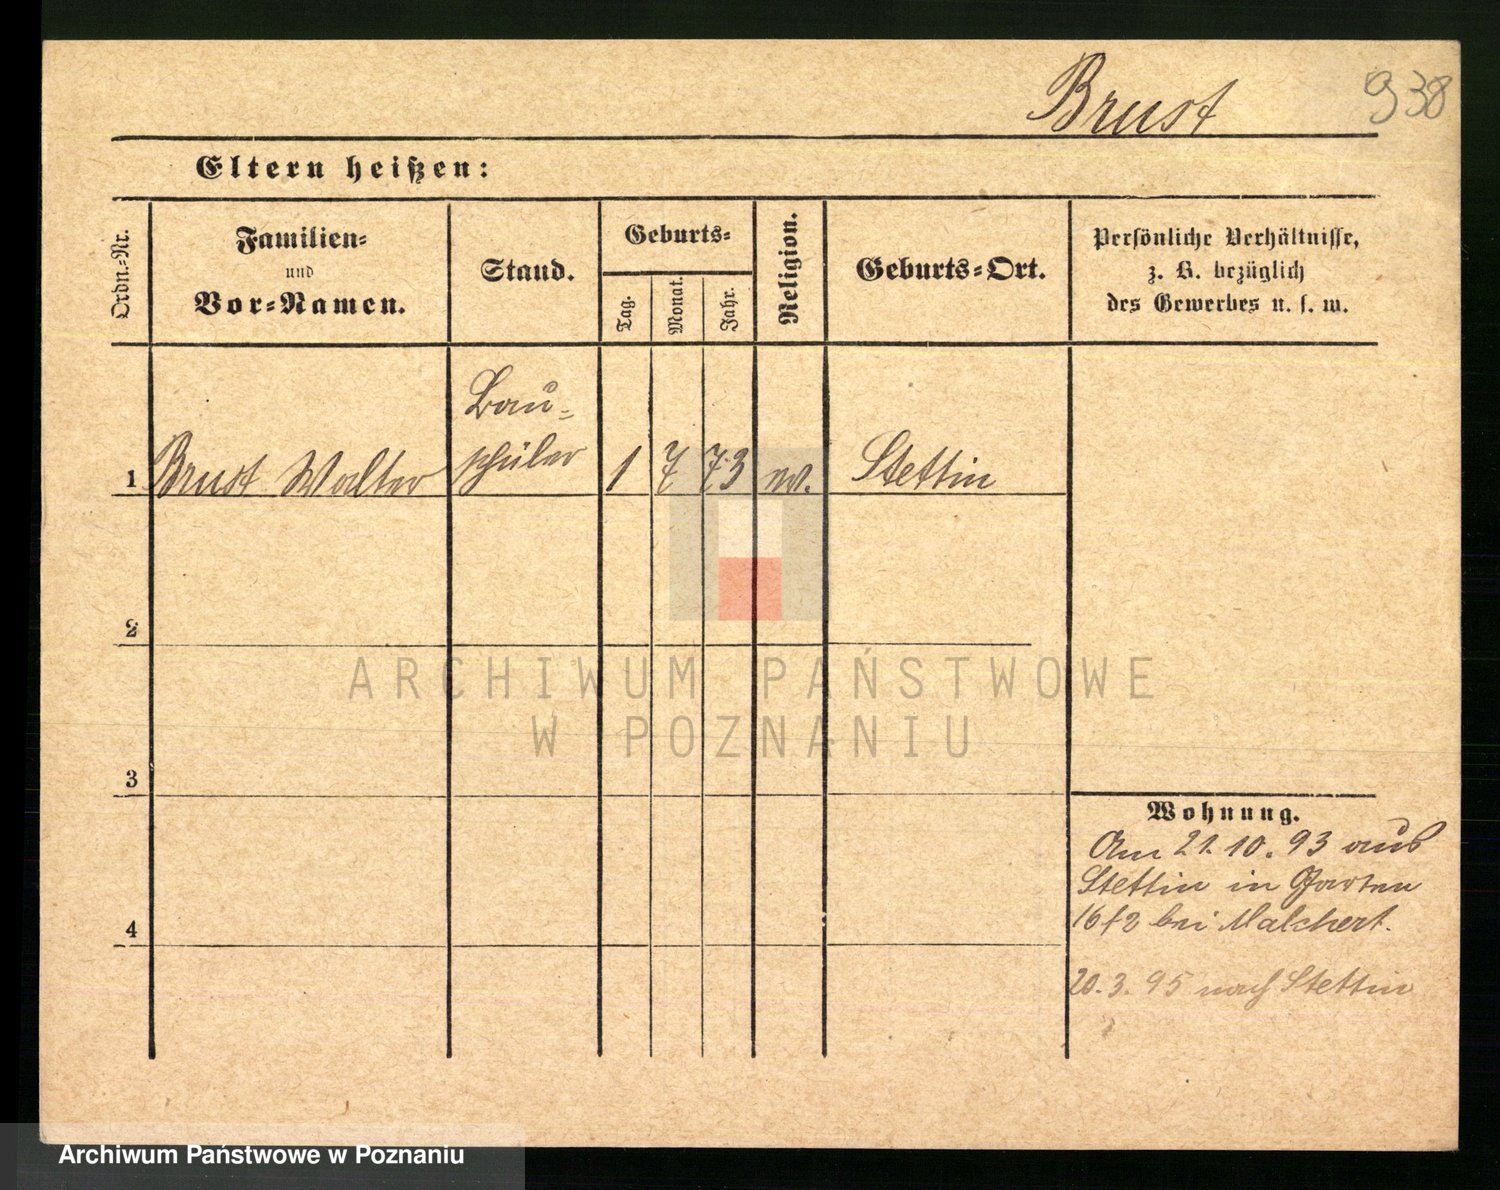 Brust 938
Eltern heißen:
Ordn.-Nr.
Familien-
und
Vor-Namen.
Stand.
Geburts-
Tag.
Monat.
Jahr.
Religion.
Geburts-Ort.
Persönliche Verhältnisse,
z. B. bezüglich
des Gewerbes u. s. w.
Bau-
schüler
1 Brust Walter 1 7 73 ev. Stettin
2
3
4
Wohnung.
Am 21.10.93 aus
Stettin in Garten
16/2 bei Malchert.
20.3.95 nach Stettin
ARCHIWUM PAŃSTWOWE
W POZNANIU
Archiwum Państwowe w Poznaniu